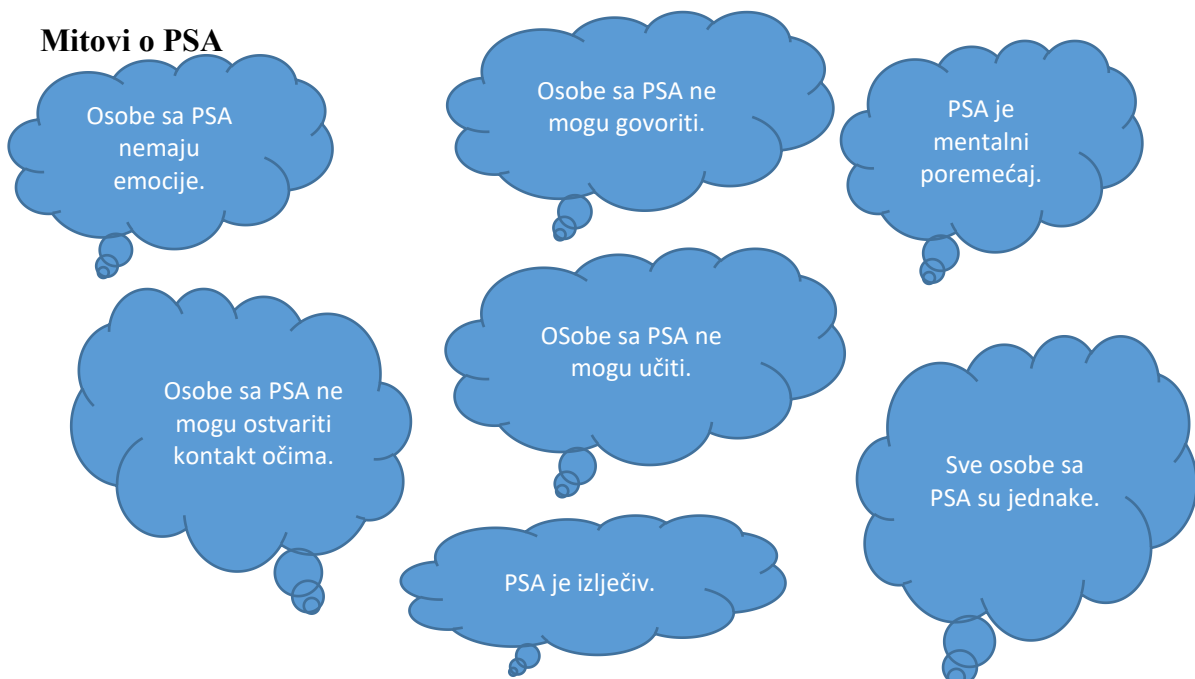 Mitovi o PSA
Osobe sa PSA
nemaju
emocije.
Osobe sa PSA ne
mogu govoriti.
PSA je
mentalni
poremećaj.
Osobe sa PSA ne
mogu ostvariti
kontakt očima.
OSobe sa PSA ne
mogu učiti.
Sve osobe sa
PSA su jednake.
PSA je izlječiv.